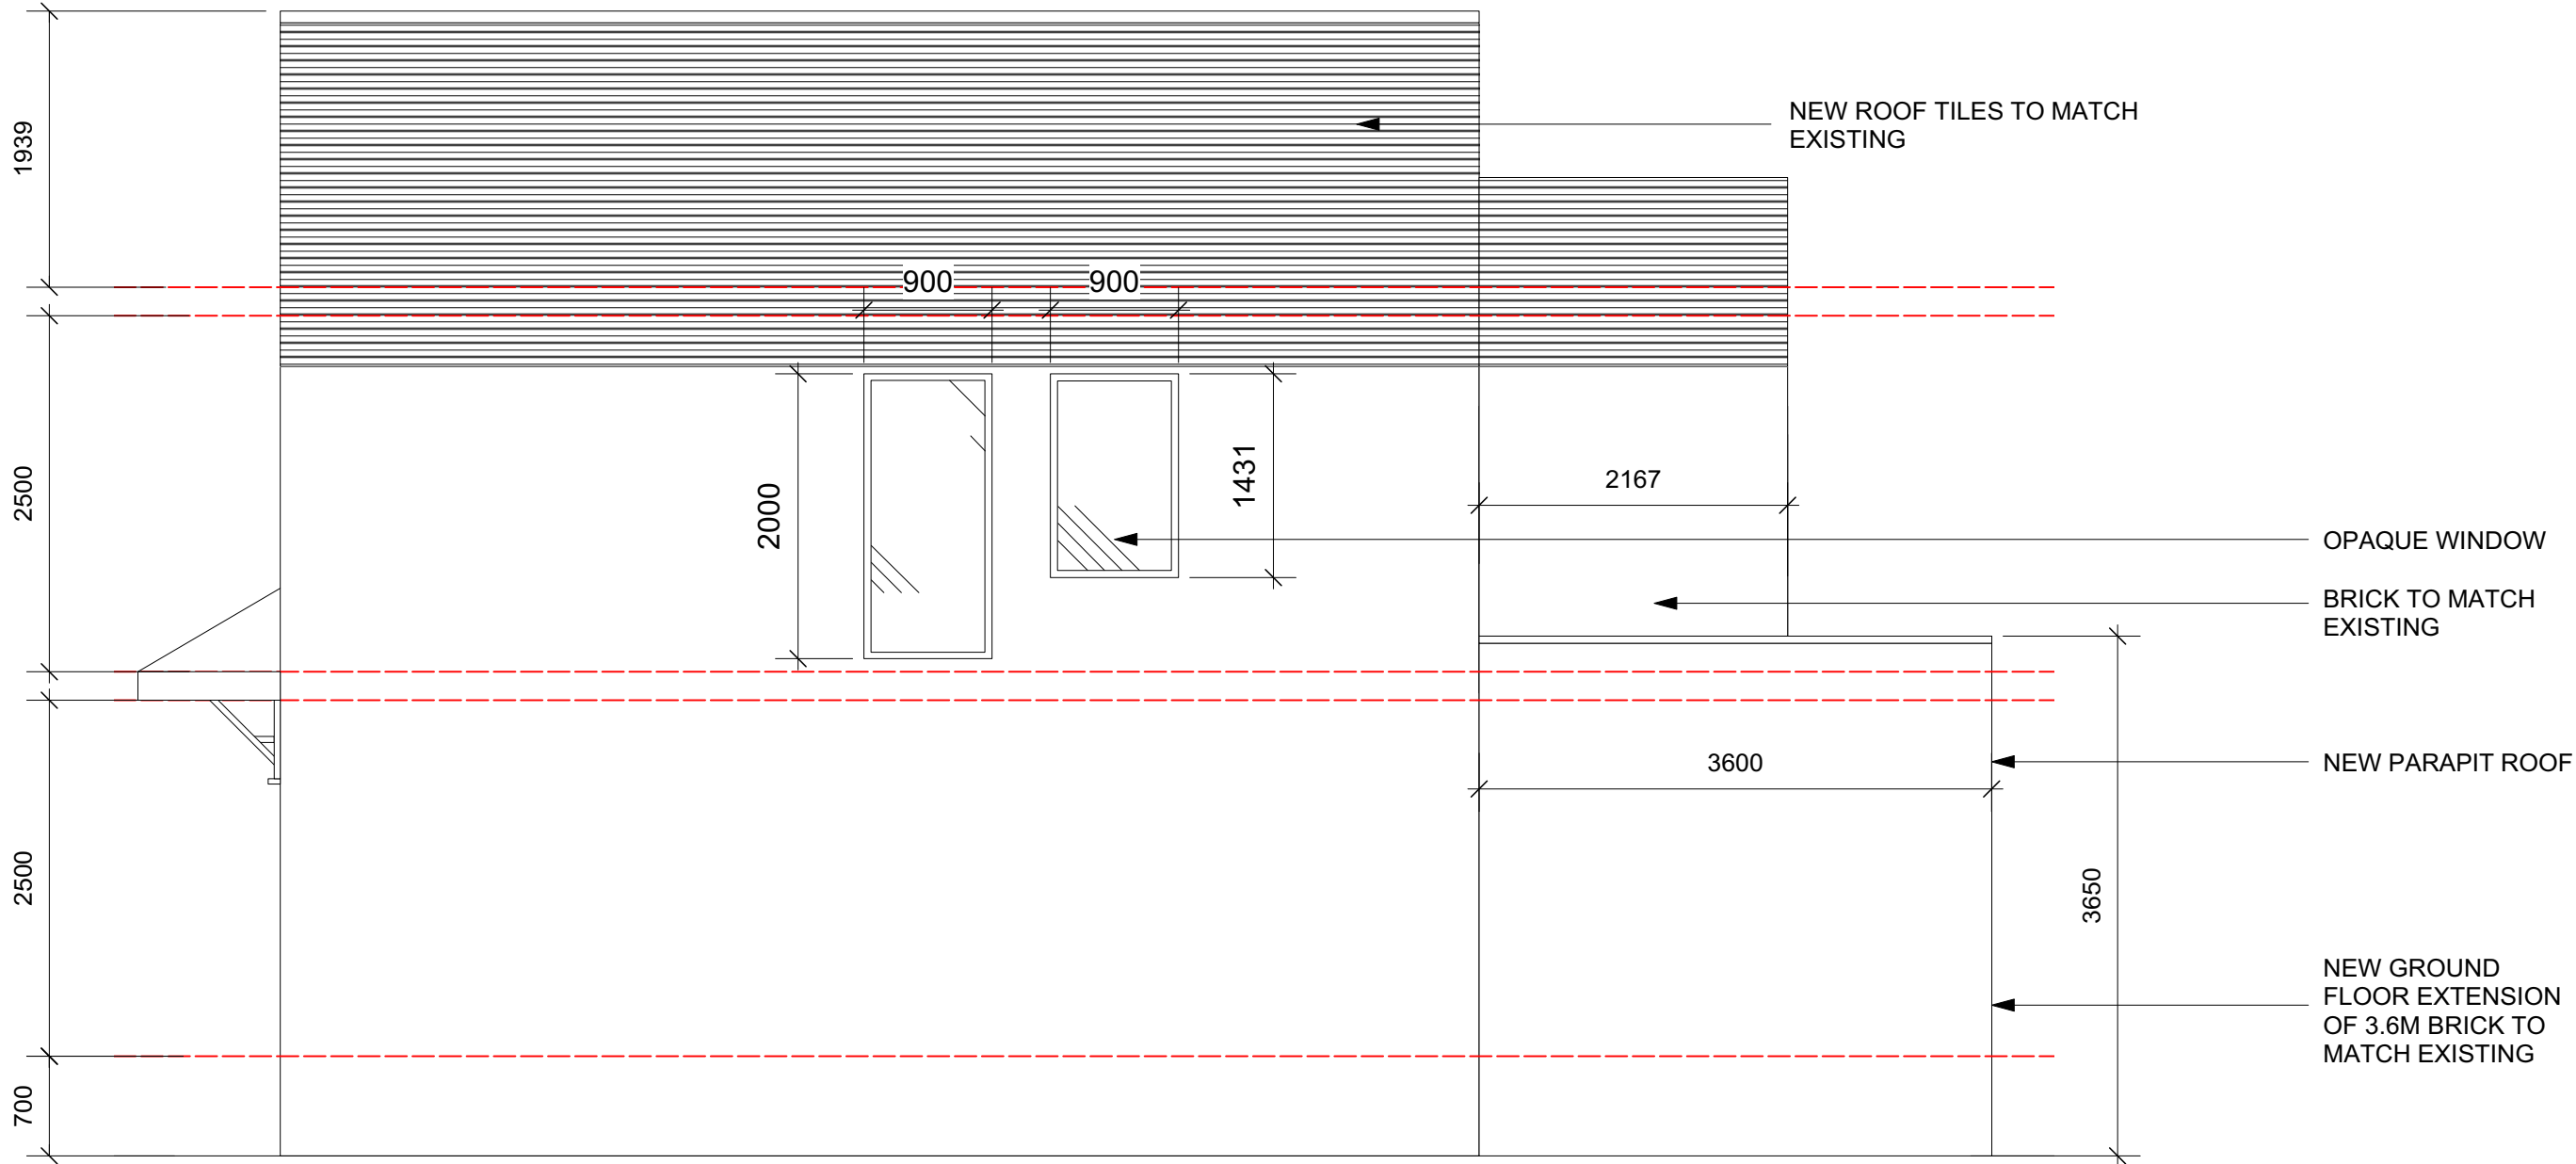 1939
NEW ROOF TILES TO MATCH
EXISTING
900
900
2500
2000
1431
2167
OPAQUE WINDOW
BRICK TO MATCH
EXISTING
3600
NEW PARAPIT ROOF
2500
3650
NEW GROUND
FLOOR EXTENSION
OF 3.6M BRICK TO
MATCH EXISTING
700